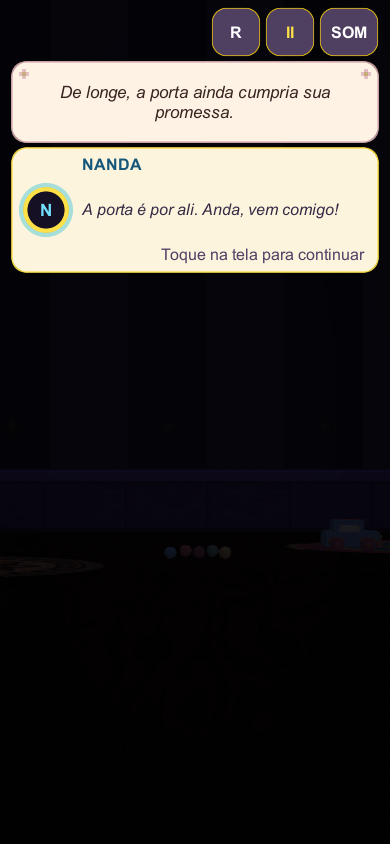 R
II
SOM
De longe, a porta ainda cumpria sua
promessa.
NANDA
N
A porta é por ali. Anda, vem comigo!
Toque na tela para continuar